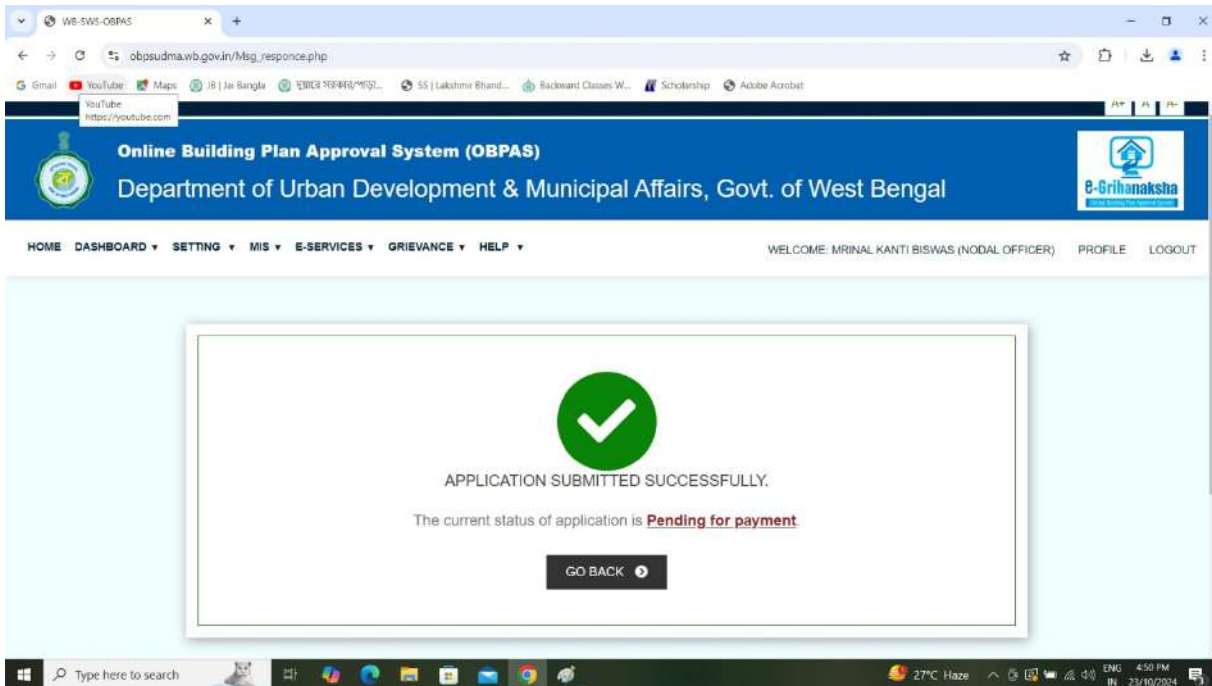 WB-SWS-OBPAS
obpsudma.wb.gov.in/Msg_responce.php
Gmail YouTube Maps JB | Jai Bangla SS | Lakshmir Bhand... Backward Classes W... Scholarship Adobe Acrobat
YouTube
https://youtube.com
A+ A A-
Online Building Plan Approval System (OBPAS)
Department of Urban Development & Municipal Affairs, Govt. of West Bengal
e-Grihanaksha
HOME DASHBOARD SETTING MIS E-SERVICES GRIEVANCE HELP WELCOME: MRINAL KANTI BISWAS (NODAL OFFICER) PROFILE LOGOUT
APPLICATION SUBMITTED SUCCESSFULLY.
The current status of application is Pending for payment.
GO BACK
Type here to search 27°C Haze ENG 4:50 PM
IN 23/10/2024